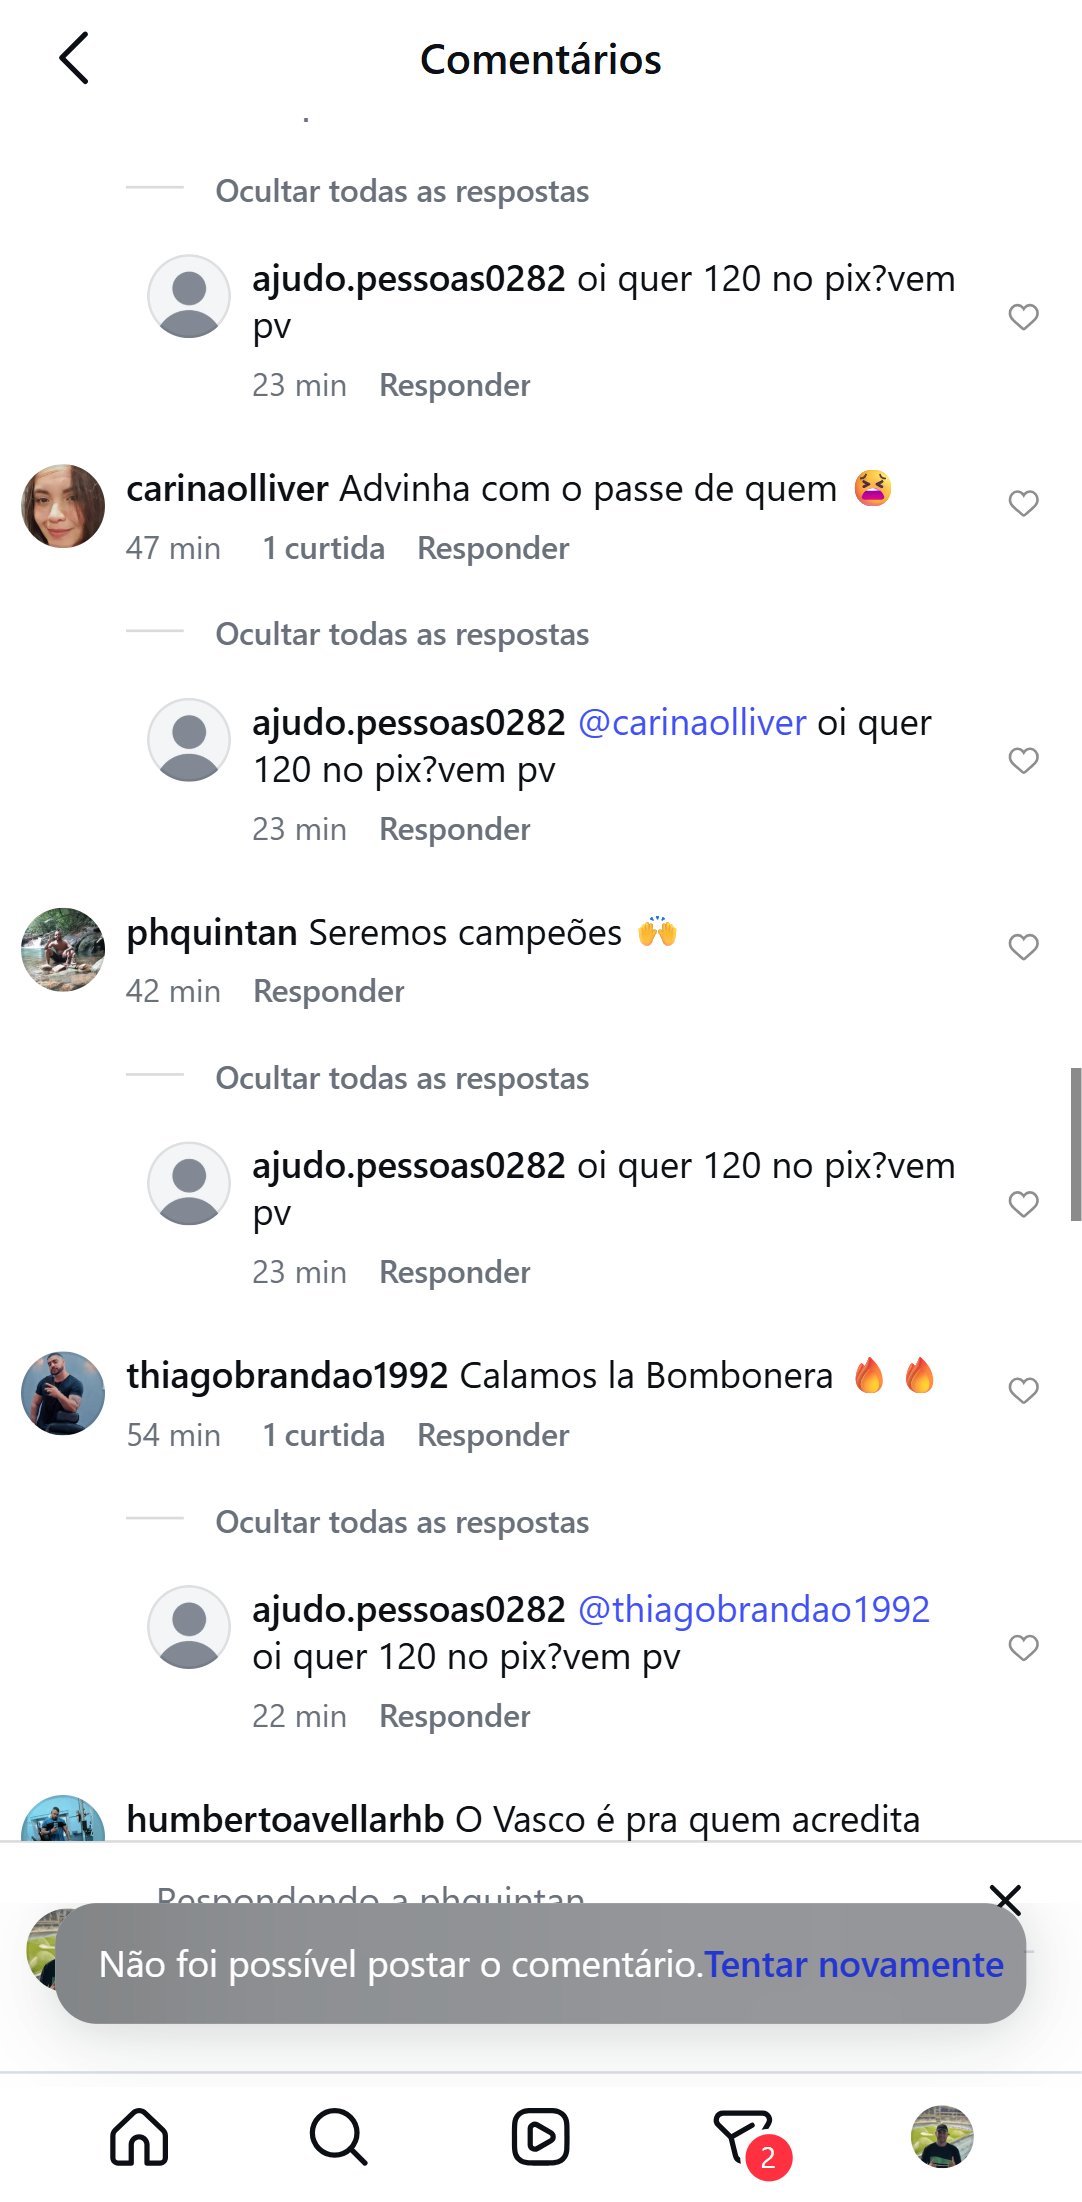 Comentários
Ocultar todas as respostas
ajudo.pessoas0282 oi quer 120 no pix?vem
pv
23 min Responder
carinaolliver Advinha com o passe de quem 😫
47 min 1 curtida Responder
Ocultar todas as respostas
ajudo.pessoas0282 @carinaolliver oi quer
120 no pix?vem pv
23 min Responder
phquintan Seremos campeões 🙌
42 min Responder
Ocultar todas as respostas
ajudo.pessoas0282 oi quer 120 no pix?vem
pv
23 min Responder
thiagobrandao1992 Calamos la Bombonera 🔥 🔥
54 min 1 curtida Responder
Ocultar todas as respostas
ajudo.pessoas0282 @thiagobrandao1992
oi quer 120 no pix?vem pv
22 min Responder
humbertoavellarhb O Vasco é pra quem acredita
Respondendo a phquintan
Não foi possível postar o comentário.Tentar novamente
2